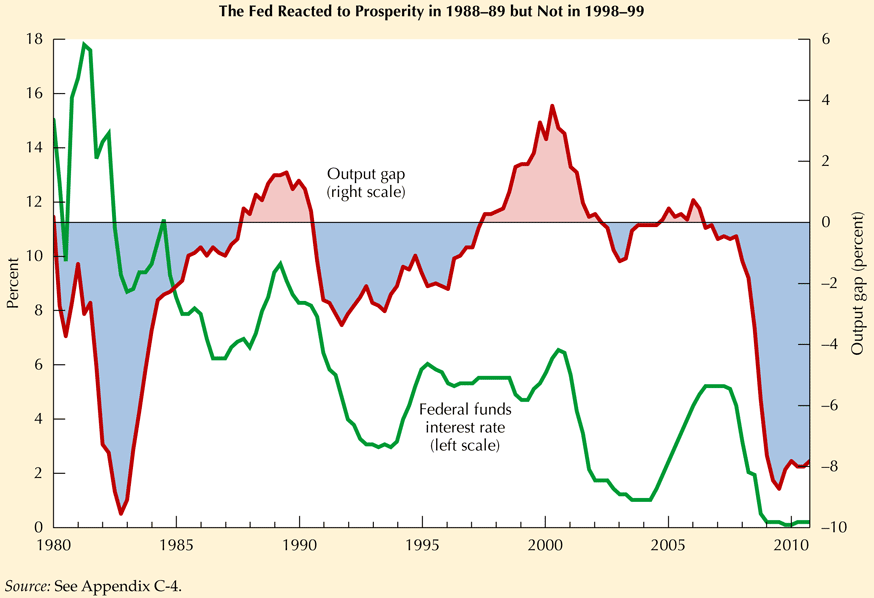 The Fed Reacted to Prosperity in 1988–89 but Not in 1998–99
18
16
14
12
10
8
6
4
2
0
Percent
6
4
2
0
–2
–4
–6
–8
–10
Output gap (percent)
Output gap
(right scale)
Federal funds
interest rate
(left scale)
1980
1985
1990
1995
2000
2005
2010
Source: See Appendix C-4.